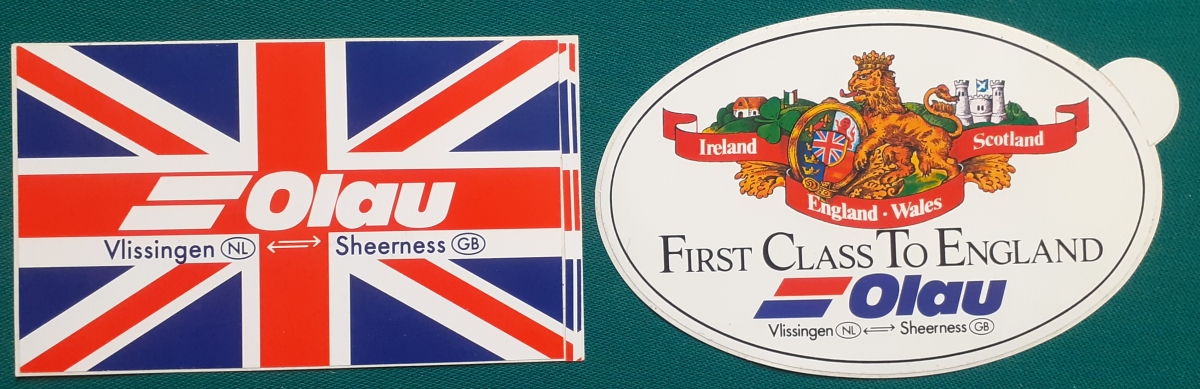 Olau
Vlissingen NL Sheerness GB
Ireland
Scotland
England · Wales
FIRST CLASS TO ENGLAND
Olau
Vlissingen NL Sheerness GB